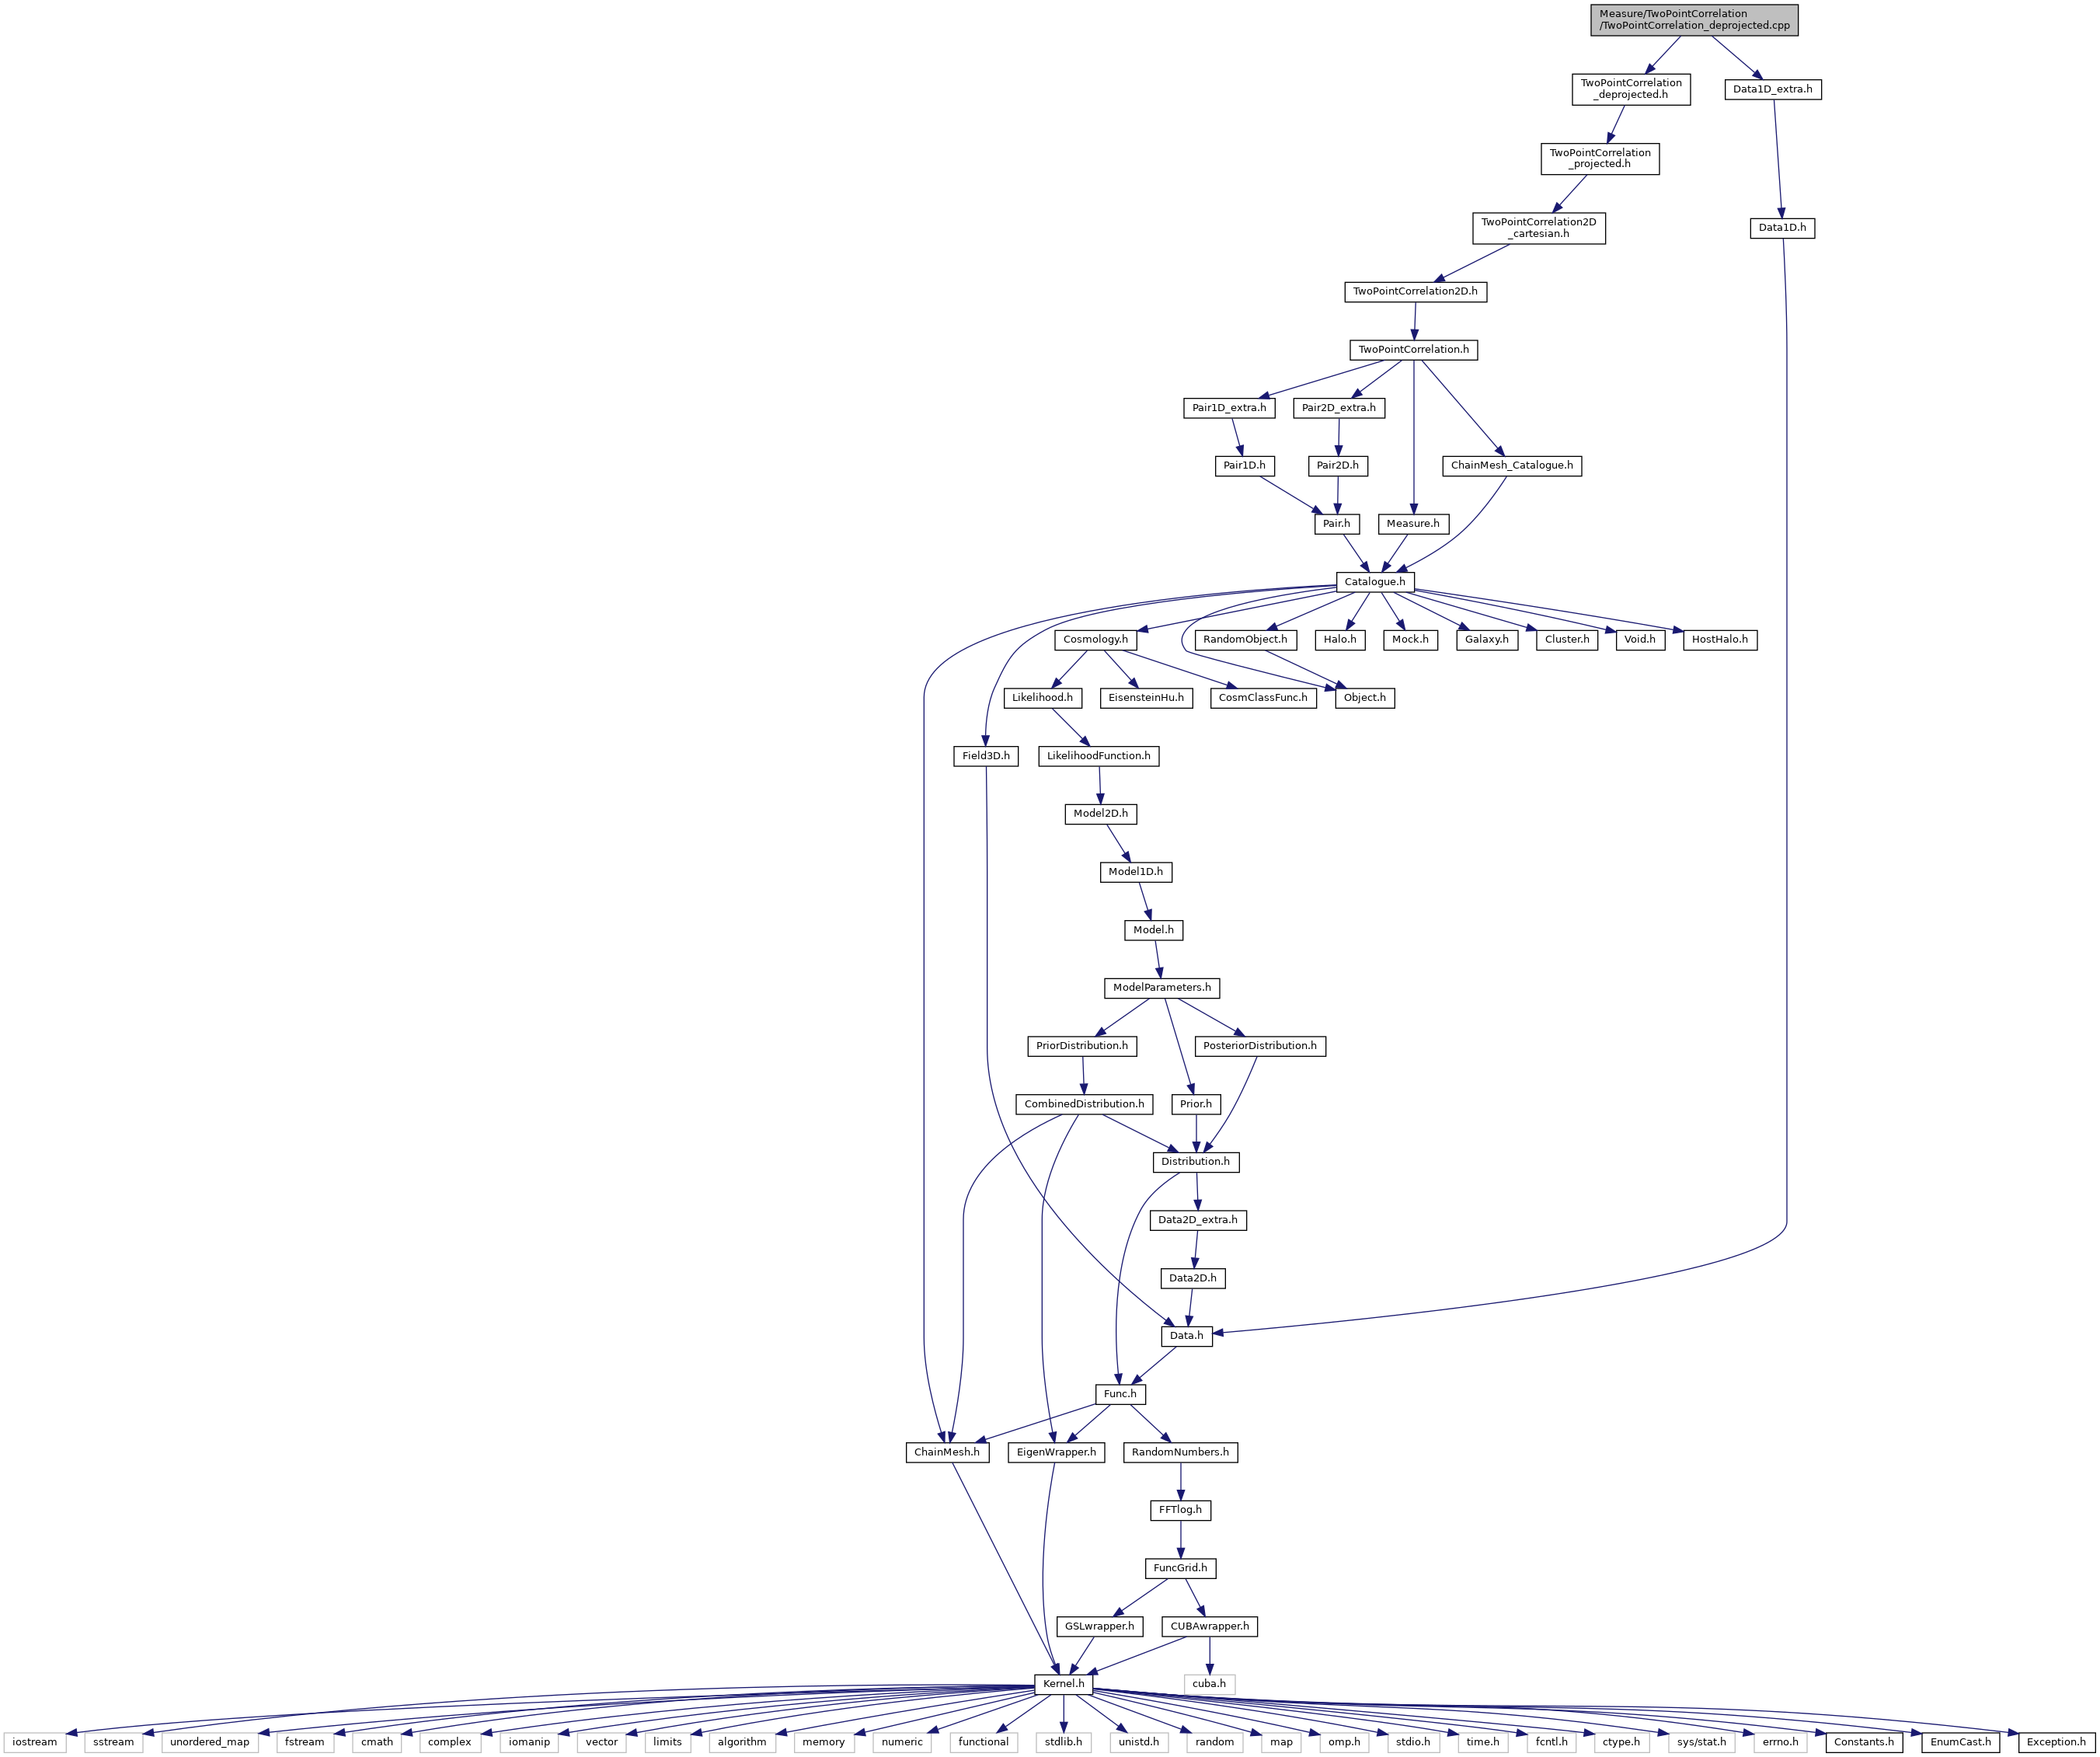 Measure/TwoPointCorrelation
/TwoPointCorrelation_deprojected.cpp
TwoPointCorrelation
_deprojected.h
Data1D_extra.h
TwoPointCorrelation
_projected.h
TwoPointCorrelation2D
_cartesian.h
Data1D.h
TwoPointCorrelation2D.h
TwoPointCorrelation.h
Pair1D_extra.h
Pair2D_extra.h
Pair1D.h
Pair2D.h
ChainMesh_Catalogue.h
Pair.h
Measure.h
Catalogue.h
Cosmology.h
RandomObject.h
Halo.h
Mock.h
Galaxy.h
Cluster.h
Void.h
HostHalo.h
Likelihood.h
EisensteinHu.h
CosmClassFunc.h
Object.h
Field3D.h
LikelihoodFunction.h
Model2D.h
Model1D.h
Model.h
ModelParameters.h
PriorDistribution.h
PosteriorDistribution.h
CombinedDistribution.h
Prior.h
Distribution.h
Data2D_extra.h
Data2D.h
Data.h
Func.h
ChainMesh.h
EigenWrapper.h
RandomNumbers.h
FFTlog.h
FuncGrid.h
GSLwrapper.h
CUBAwrapper.h
Kernel.h
cuba.h
iostream
sstream
unordered_map
fstream
cmath
complex
iomanip
vector
limits
algorithm
memory
numeric
functional
stdlib.h
unistd.h
random
map
omp.h
stdio.h
time.h
fcntl.h
ctype.h
sys/stat.h
errno.h
Constants.h
EnumCast.h
Exception.h